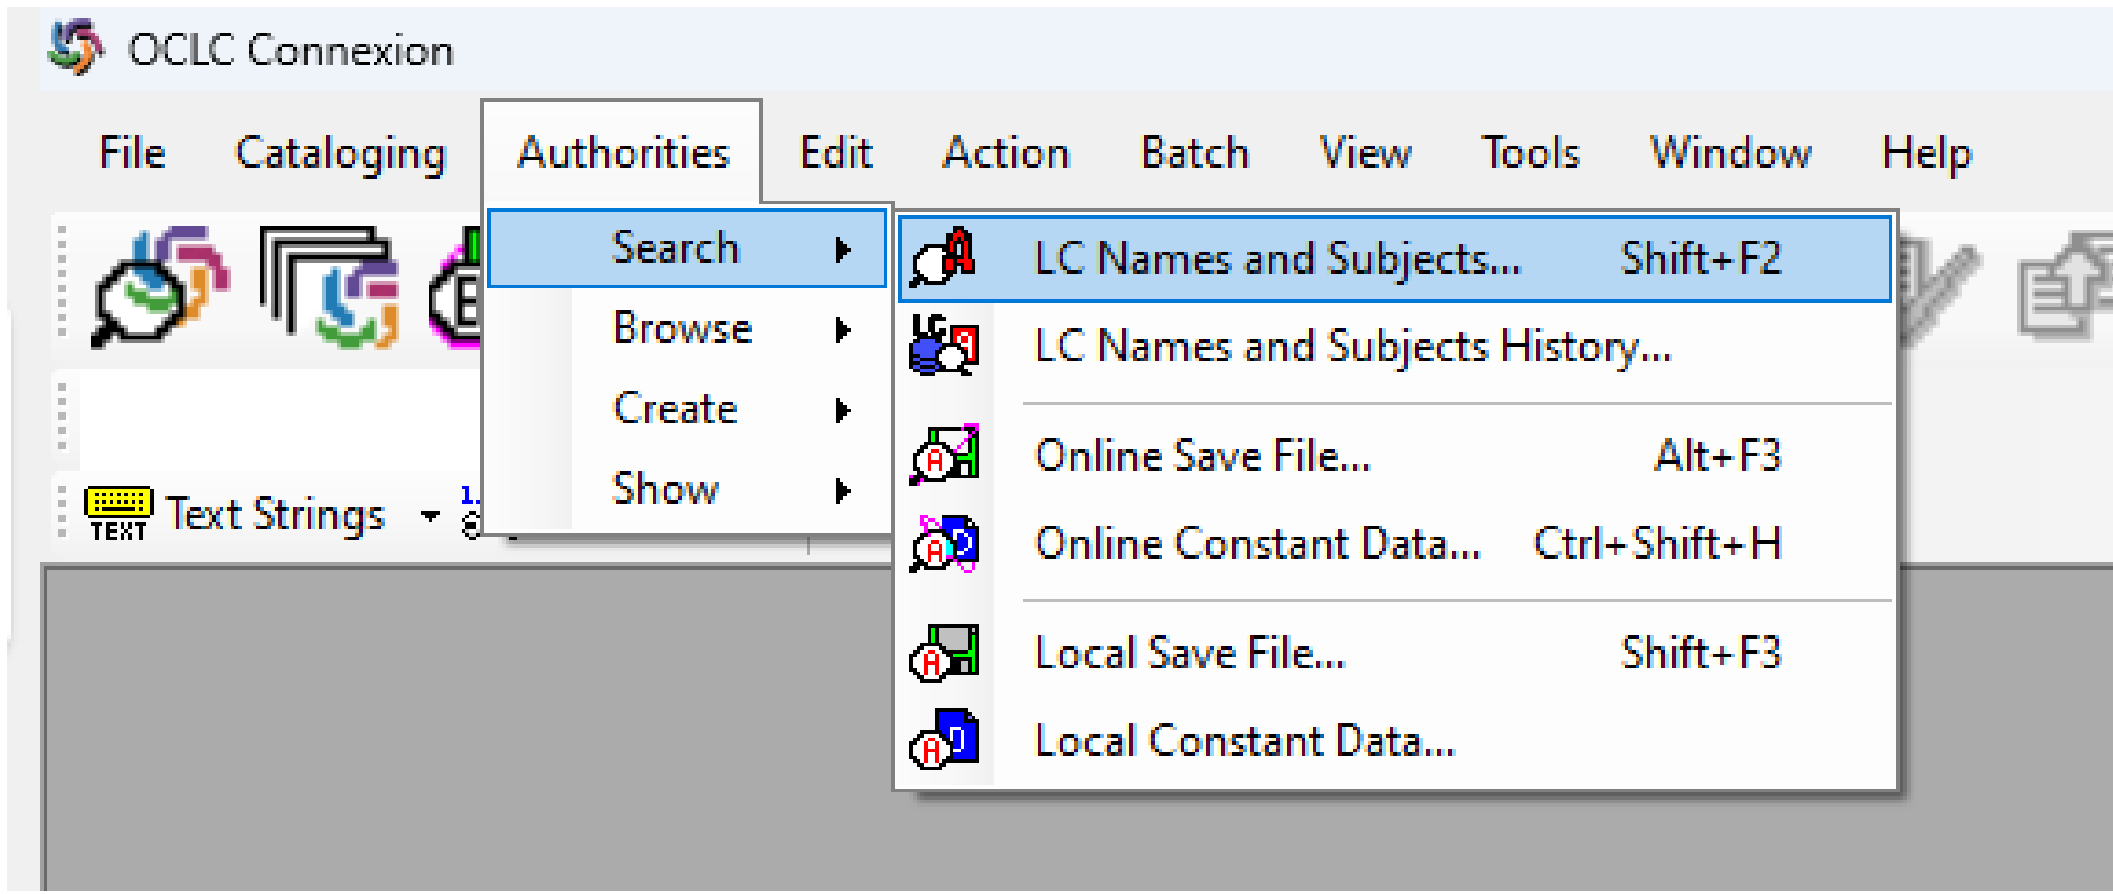 OCLC Connexion
File Cataloging Authorities Edit Action Batch View Tools Window Help
Search
Browse
Create
Show
LC Names and Subjects... Shift+F2
LC Names and Subjects History...
Online Save File... Alt+F3
Online Constant Data... Ctrl+Shift+H
Local Save File... Shift+F3
Local Constant Data...
TEXT Text Strings